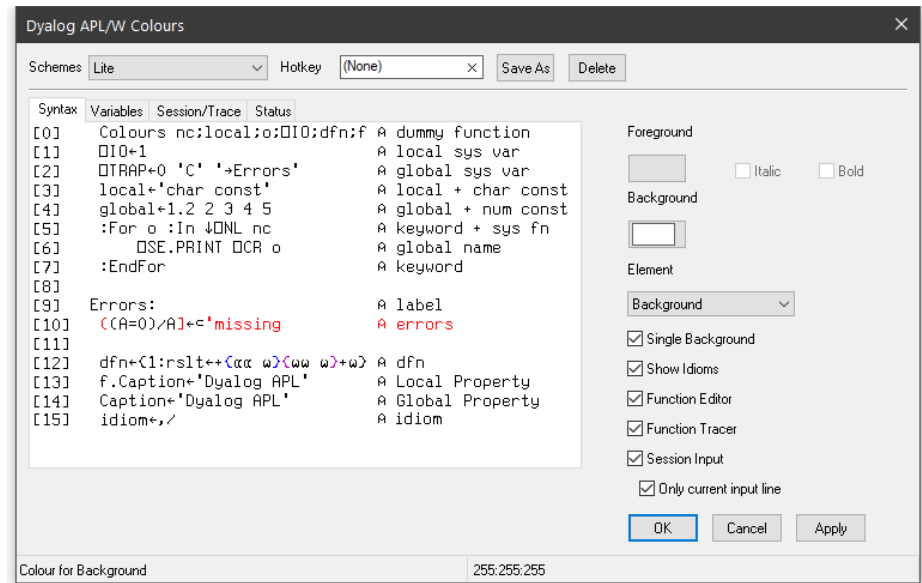 Dyalog APL/W Colours
Schemes Lite Hotkey (None) Save As Delete
Syntax Variables Session/Trace Status
[0] Colours nc;local;o;⎕IO;dfn;f ⍝ dummy function
[1] ⎕IO←1 ⍝ local sys var
[2] ⎕TRAP←0 'C' '→Errors' ⍝ global sys var
[3] local←'char const' ⍝ local + char const
[4] global←1.2 2 3 4 5 ⍝ global + num const
[5] :For o :In ↓⎕NL nc ⍝ keyword + sys fn
[6] ⎕SE.PRINT ⎕CR o ⍝ global name
[7] :EndFor ⍝ keyword
[8]
[9] Errors: ⍝ label
[10] ((A=0)/A]←⊂'missing ⍝ errors
[11]
[12] dfn←{1:rslt←+{⍺⍺ ⍵}{⍵⍵ ⍵}+⍵} ⍝ dfn
[13] f.Caption←'Dyalog APL' ⍝ Local Property
[14] Caption←'Dyalog APL' ⍝ Global Property
[15] idiom←,/ ⍝ idiom
Foreground
Italic Bold
Background
Element
Background
Single Background
Show Idioms
Function Editor
Function Tracer
Session Input
Only current input line
OK Cancel Apply
Colour for Background 255:255:255